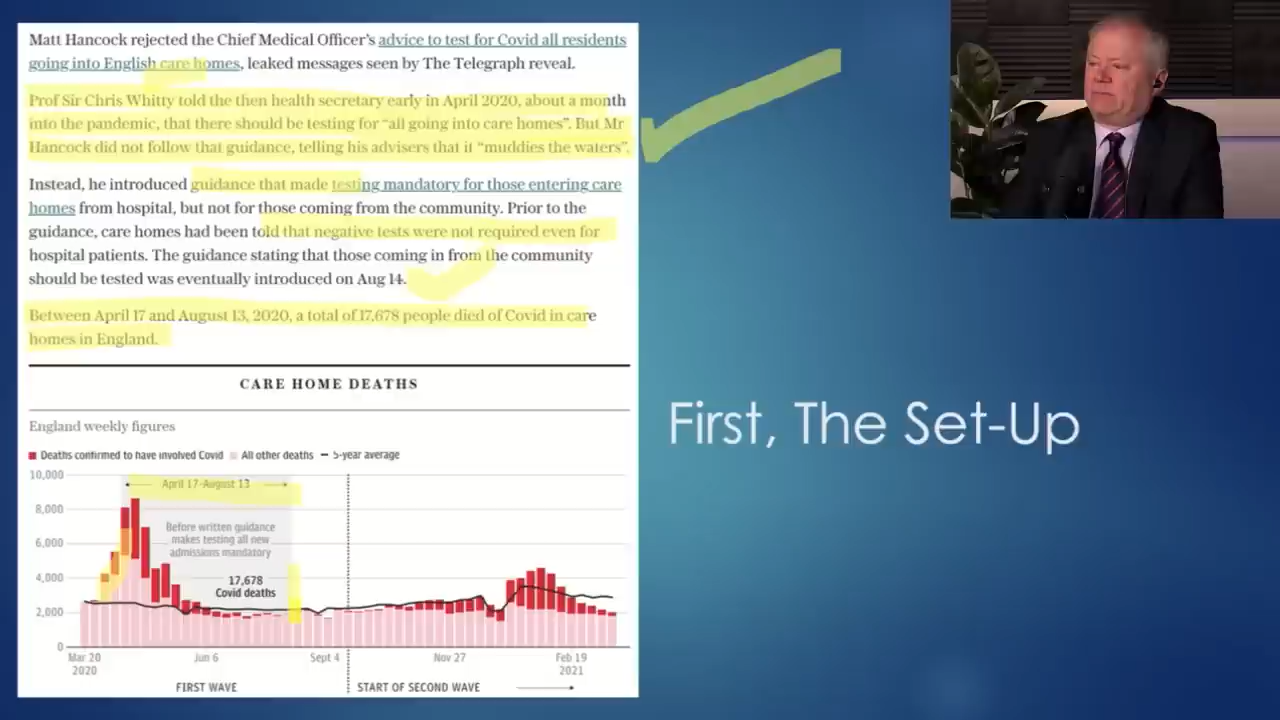 Matt Hancock rejected the Chief Medical Officer's advice to test for Covid all residents
going into English care homes, leaked messages seen by The Telegraph reveal.
Prof Sir Chris Whitty told the then health secretary early in April 2020, about a month
into the pandemic, that there should be testing for “all going into care homes”. But Mr
Hancock did not follow that guidance, telling his advisers that it “muddies the waters”.
Instead, he introduced guidance that made testing mandatory for those entering care
homes from hospital, but not for those coming from the community. Prior to the
guidance, care homes had been told that negative tests were not required even for
hospital patients. The guidance stating that those coming in from the community
should be tested was eventually introduced on Aug 14.
Between April 17 and August 13, 2020, a total of 17,678 people died of Covid in care
homes in England.
CARE HOME DEATHS
England weekly figures
Deaths confirmed to have involved Covid All other deaths 5-year average
10,000
April 17-August 13
8,000
Before written guidance
makes testing all new
admissions mandatory
6,000
4,000
17,678
Covid deaths
2,000
0
Mar 20 Jun 6 Sept 4 Nov 27 Feb 19
2020 2021
FIRST WAVE START OF SECOND WAVE
First, The Set-Up